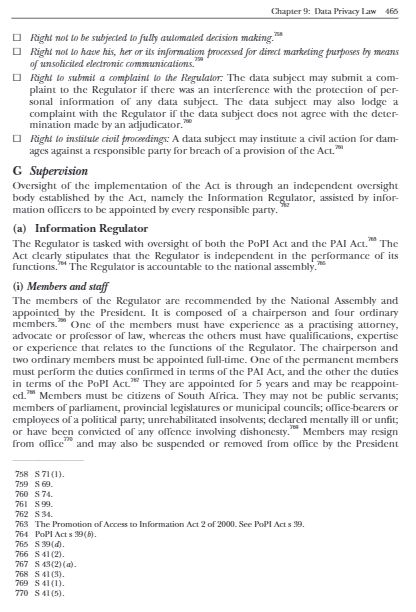 Chapter 9: Data Privacy Law 465
☐ Right not to be subjected to fully automated decision making.758
☐ Right not to have his, her or its information processed for direct marketing purposes by means
of unsolicited electronic communications.759
☐ Right to submit a complaint to the Regulator: The data subject may submit a com-
plaint to the Regulator if there was an interference with the protection of per-
sonal information of any data subject. The data subject may also lodge a
complaint with the Regulator if the data subject does not agree with the deter-
mination made by an adjudicator.760
☐ Right to institute civil proceedings: A data subject may institute a civil action for dam-
ages against a responsible party for breach of a provision of the Act.761
G Supervision
Oversight of the implementation of the Act is through an independent oversight
body established by the Act, namely the Information Regulator, assisted by infor-
mation officers to be appointed by every responsible party. 762
(a) Information Regulator
The Regulator is tasked with oversight of both the PoPI Act and the PAI Act.763 The
Act clearly stipulates that the Regulator is independent in the performance of its
functions.764 The Regulator is accountable to the national assembly.765
(i) Members and staff
The members of the Regulator are recommended by the National Assembly and
appointed by the President. It is composed of a chairperson and four ordinary
members.766 One of the members must have experience as a practising attorney,
advocate or professor of law, whereas the others must have qualifications, expertise
or experience that relates to the functions of the Regulator. The chairperson and
two ordinary members must be appointed full-time. One of the permanent members
must perform the duties confirmed in terms of the PAI Act, and the other the duties
in terms of the PoPI Act.767 They are appointed for 5 years and may be reappoint-
ed.768 Members must be citizens of South Africa. They may not be public servants;
members of parliament, provincial legislatures or municipal councils; office-bearers or
employees of a political party; unrehabilitated insolvents; declared mentally ill or unfit;
or have been convicted of any offence involving dishonesty.769 Members may resign
from office770 and may also be suspended or removed from office by the President
758 S 71(1).
759 S 69.
760 S 74.
761 S 99.
762 S 34.
763 The Promotion of Access to Information Act 2 of 2000. See PoPI Act s 39.
764 PoPI Act s 39(b).
765 S 39(d).
766 S 41(2).
767 S 43(2)(a).
768 S 41(3).
769 S 41(1).
770 S 41(5).